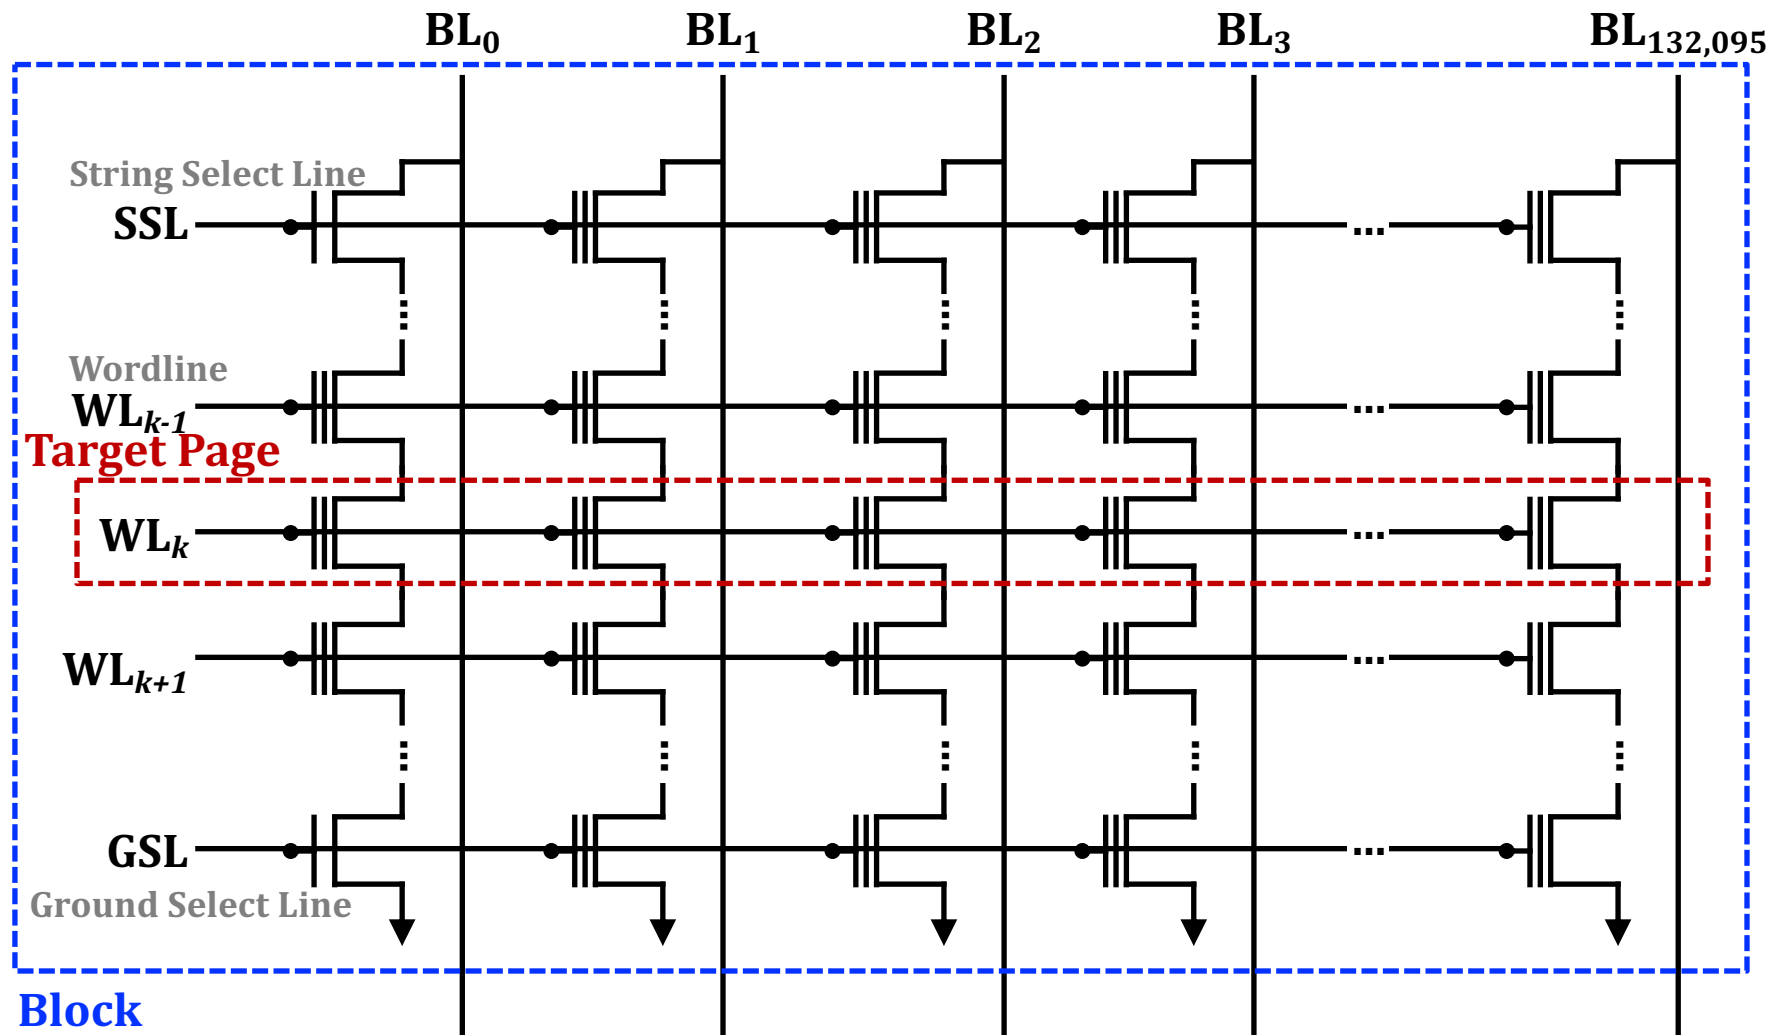 BL0 BL1 BL2 BL3 BL132,095
String Select Line
SSL ...
Wordline
WLk-1 ...
Target Page
WLk ...
WLk+1 ...
GSL ...
Ground Select Line
Block